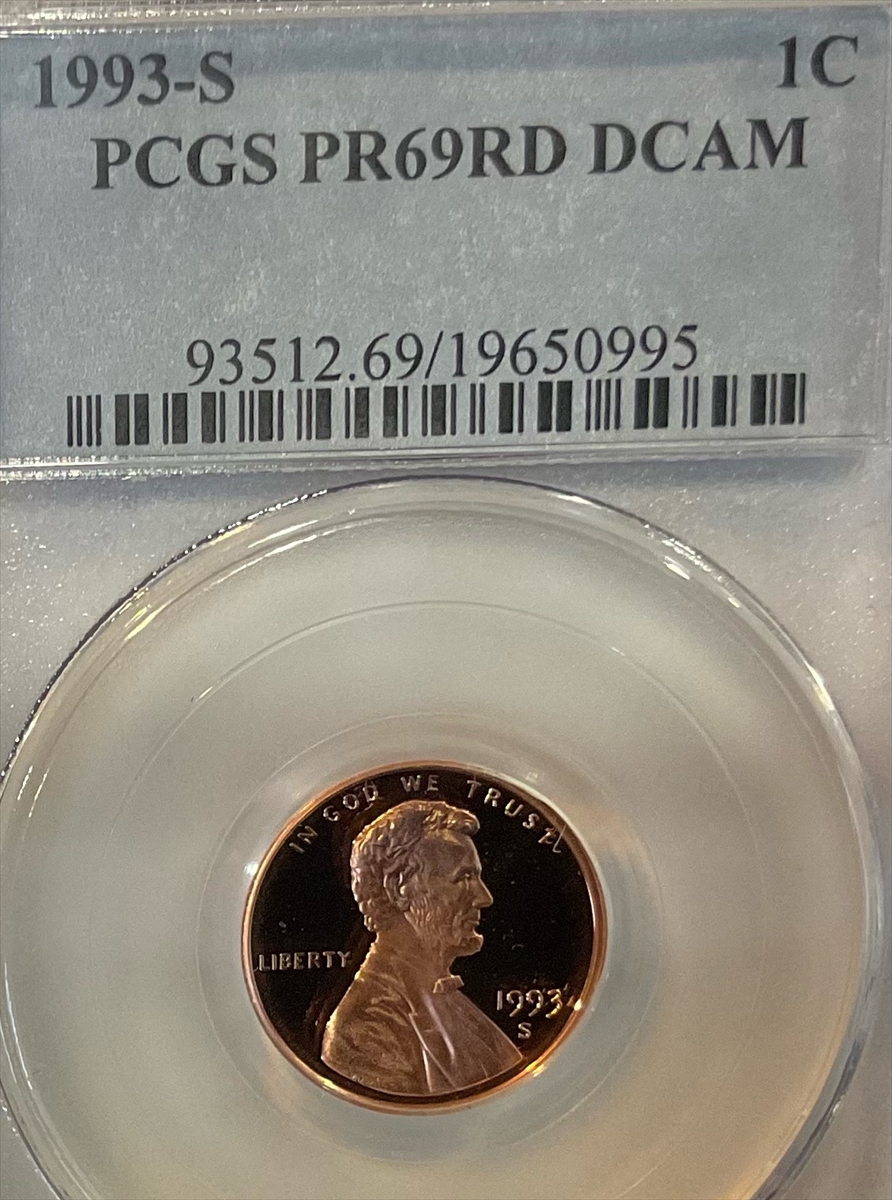 1993-S 1C
PCGS PR69RD DCAM
93512.69/19650995
IN GOD WE TRUST
LIBERTY
1993
S